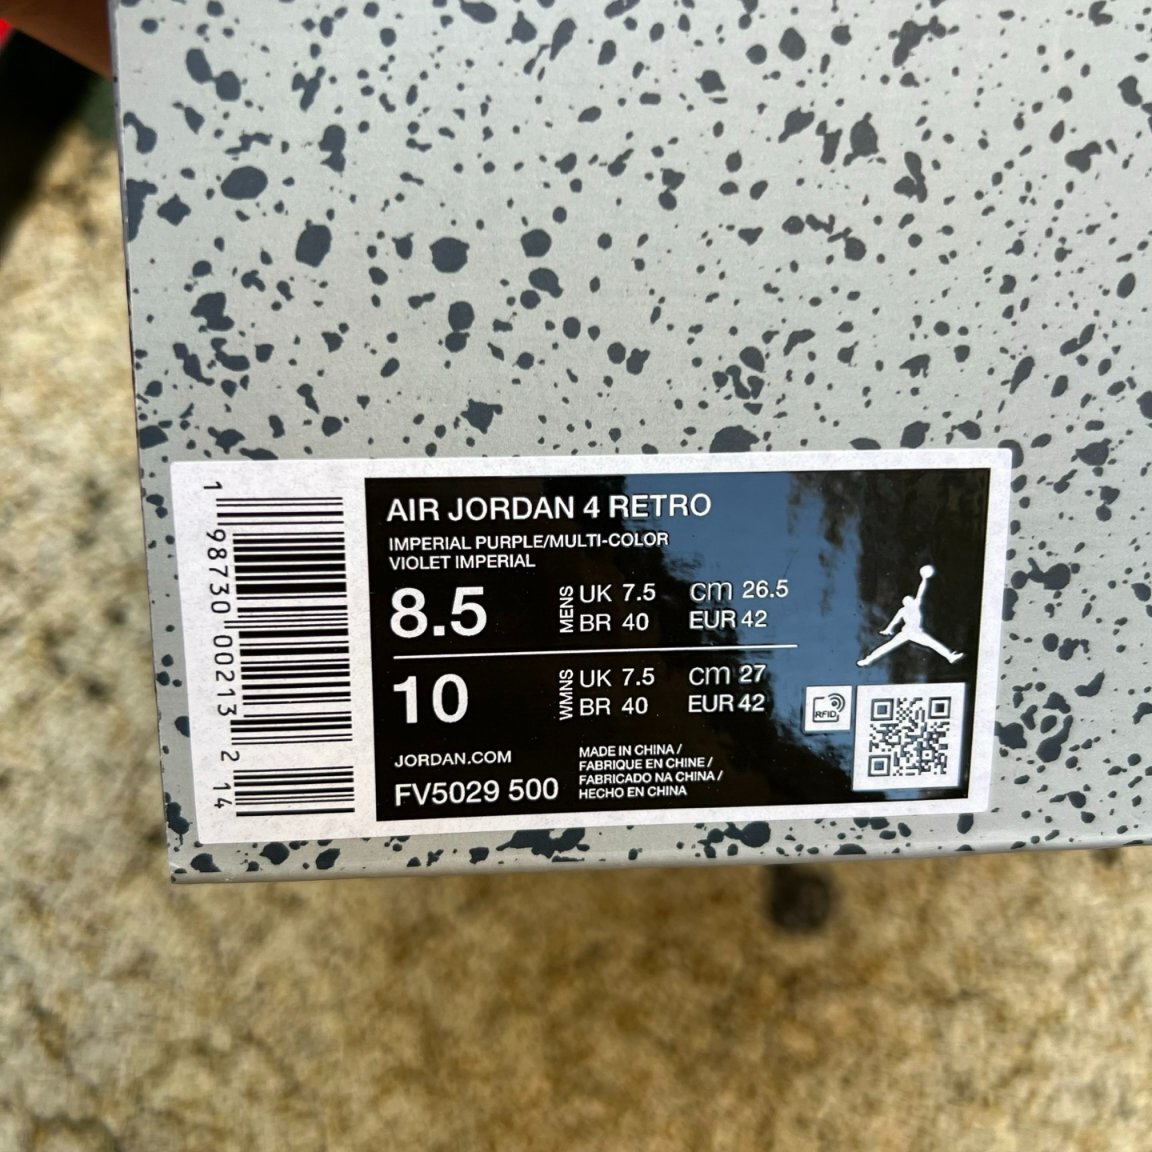 AIR JORDAN 4 RETRO
IMPERIAL PURPLE/MULTI-COLOR
VIOLET IMPERIAL
8.5 MENS UK 7.5 cm 26.5
BR 40 EUR 42
10 WMNS UK 7.5 cm 27
BR 40 EUR 42
RFID
JORDAN.COM
FV5029 500
MADE IN CHINA /
FABRIQUE EN CHINE /
FABRICADO NA CHINA /
HECHO EN CHINA
1 98730 00213 2 14